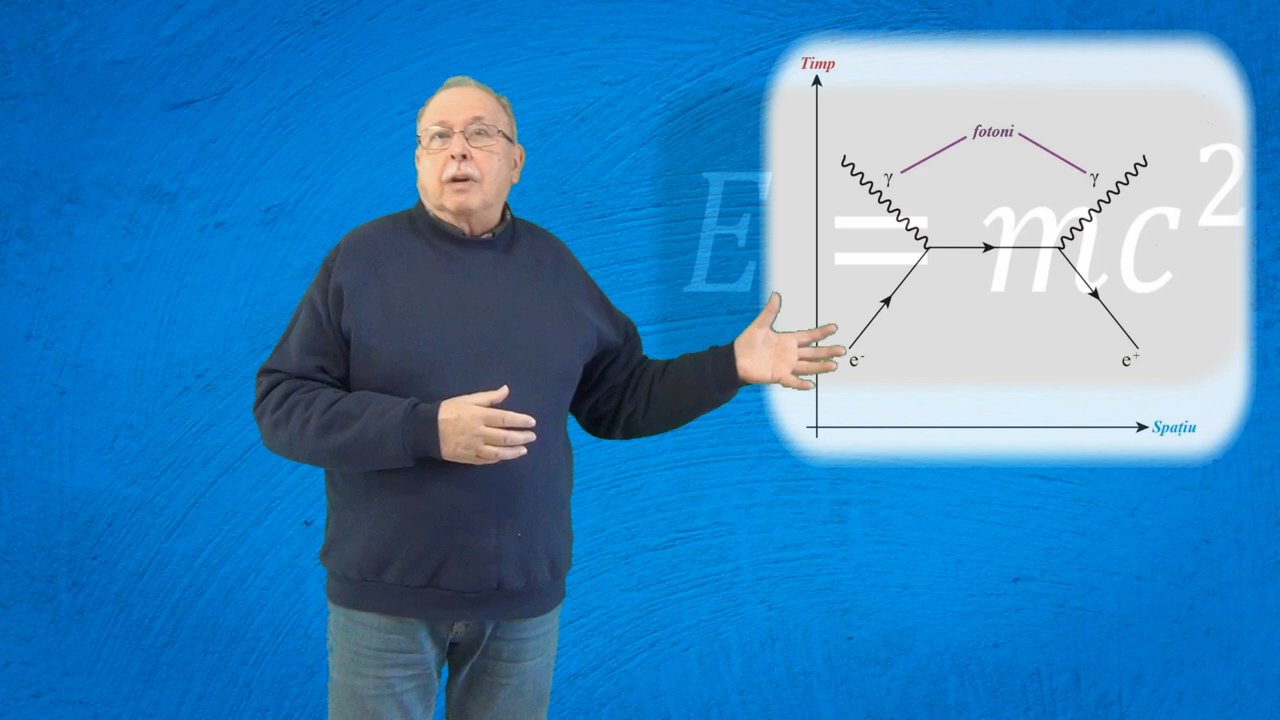 Timp
fotoni
γ γ
E = mc²
e⁻ e⁺
Spațiu